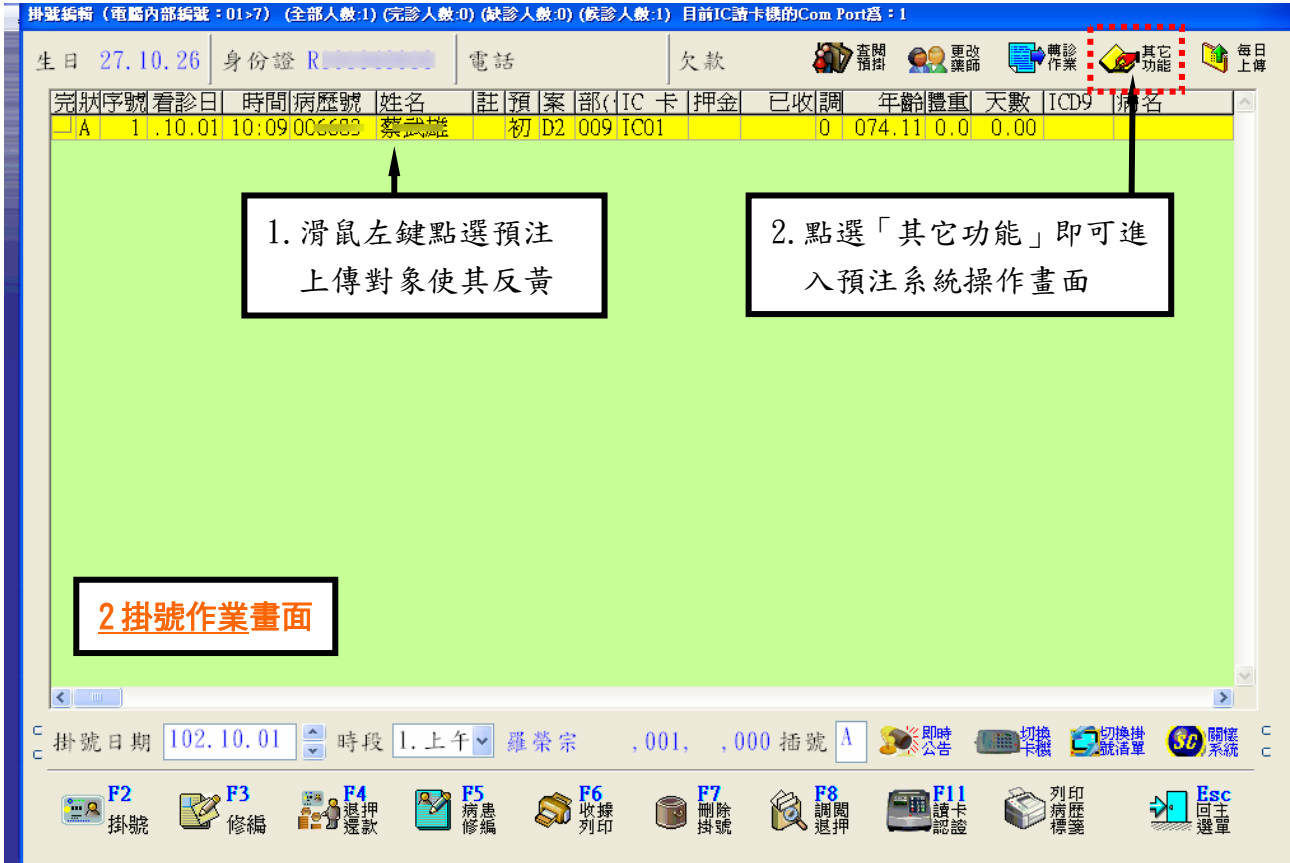 掛號編輯 (電腦內部編號：01>7) (全部人數:1) (完診人數:0) (缺診人數:0) (候診人數:1) 目前IC讀卡機的Com Port為：1
生日 27.10.26 身份證 R 電話 欠款 查閱預掛 更改藥師 轉診作業 其它功能 每日上傳
完 狀 序號 看診日 時間 病歷號 姓名 註 預 案 部( IC 卡 押金 已收 調 年齡 體重 天數 ICD9 病名
A 1 .10.01 10:09 初 D2 009 IC01 0 074.11 0.0 0.00
1.滑鼠左鍵點選預注
上傳對象使其反黃
2.點選「其它功能」即可進
入預注系統操作畫面
2掛號作業畫面
掛號日期 102.10.01 時段 1.上午 羅榮宗 ,001, ,000 插號 A 即時公告 切換卡機 切換掛號清單 SC 關懷系統
F2 掛號 F3 修編 F4 退押還款 F5 病患修編 F6 收據列印 F7 刪除掛號 F8 調閱退押 F11 讀卡認證 列印病歷標籤 Esc 回主選單